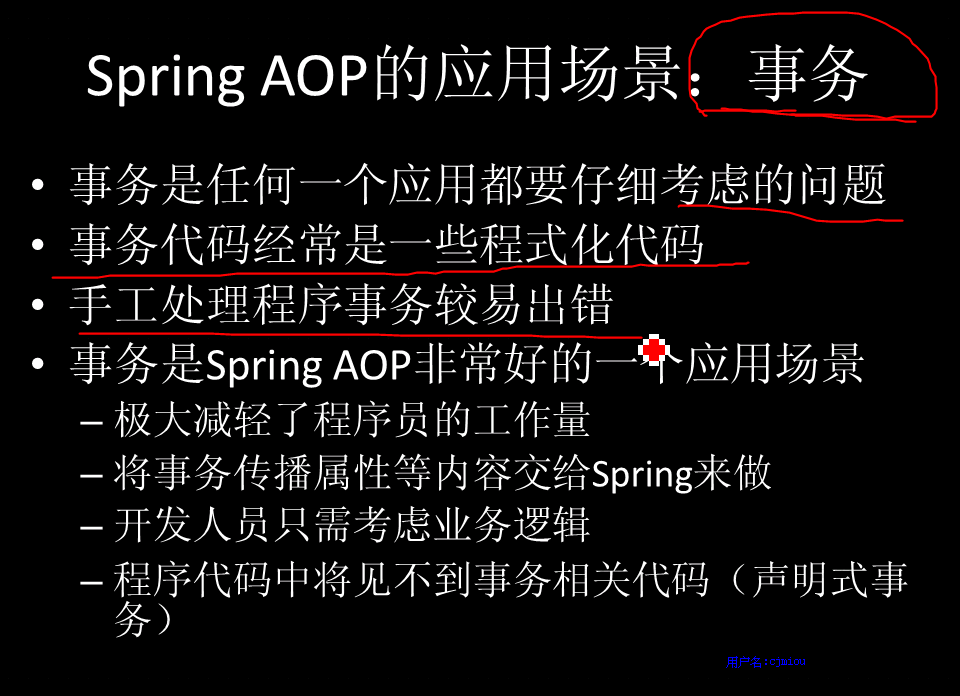 Spring AOP的应用场景：事务
• 事务是任何一个应用都要仔细考虑的问题
• 事务代码经常是一些程式化代码
• 手工处理程序事务较易出错
• 事务是Spring AOP非常好的一个应用场景
– 极大减轻了程序员的工作量
– 将事务传播属性等内容交给Spring来做
– 开发人员只需考虑业务逻辑
– 程序代码中将见不到事务相关代码（声明式事
务）
用户名: